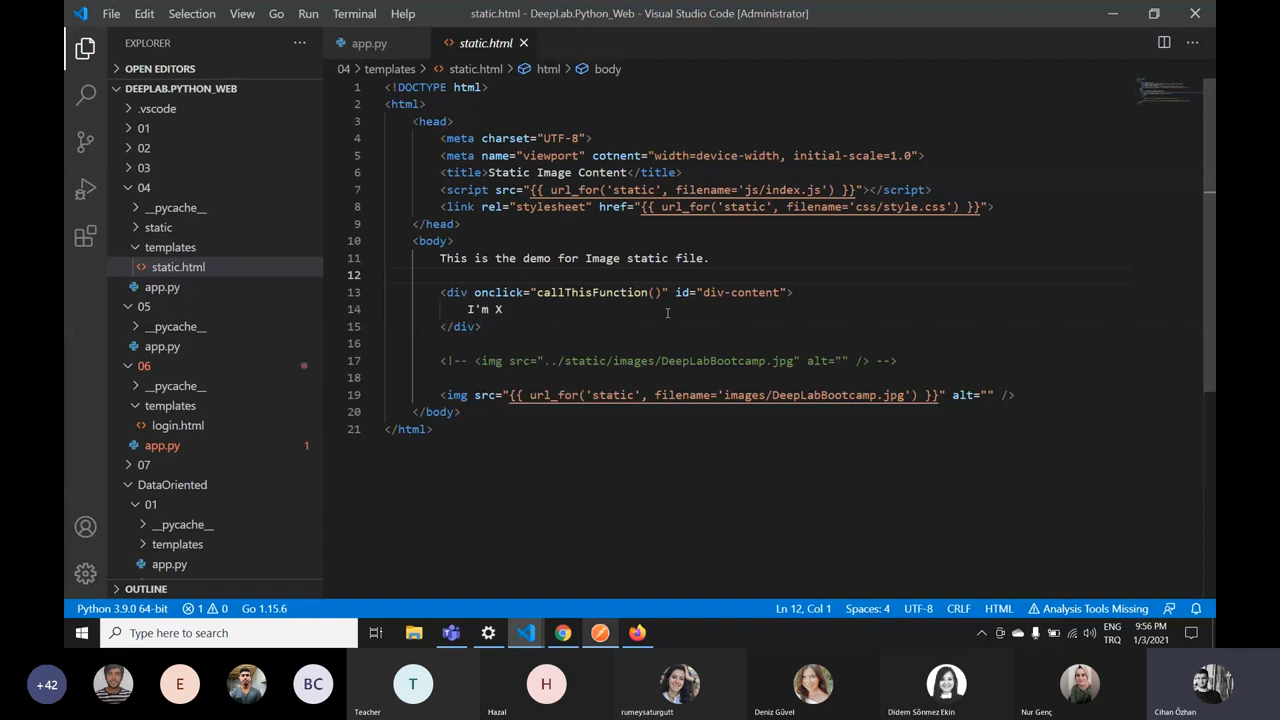 File Edit Selection View Go Run Terminal Help
static.html - DeepLab.Python_Web - Visual Studio Code [Administrator]
EXPLORER
OPEN EDITORS
DEEPLAB.PYTHON_WEB
.vscode
01
02
03
04
__pycache__
static
templates
static.html
app.py
05
__pycache__
app.py
06
__pycache__
templates
login.html
app.py 1
07
DataOriented
01
__pycache__
templates
app.py
OUTLINE
app.py static.html
04 > templates > static.html > html > body
1 <!DOCTYPE html>
2 <html>
3 <head>
4 <meta charset="UTF-8">
5 <meta name="viewport" cotnent="width=device-width, initial-scale=1.0">
6 <title>Static Image Content</title>
7 <script src="{{ url_for('static', filename='js/index.js') }}"></script>
8 <link rel="stylesheet" href="{{ url_for('static', filename='css/style.css') }}">
9 </head>
10 <body>
11 This is the demo for Image static file.
12
13 <div onclick="callThisFunction()" id="div-content">
14 I'm X
15 </div>
16
17 <!-- <img src="../static/images/DeepLabBootcamp.jpg" alt="" /> -->
18
19 <img src="{{ url_for('static', filename='images/DeepLabBootcamp.jpg') }}" alt="" />
20 </body>
21 </html>
Python 3.9.0 64-bit 1 0 Go 1.15.6 Ln 12, Col 1 Spaces: 4 UTF-8 CRLF HTML Analysis Tools Missing
Type here to search
ENG
TRQ
9:56 PM
1/3/2021
+42 E BC T H
Teacher Hazal rumeysaturgutt Deniz Güvel Didem Sönmez Ekin Nur Genç Cihan Özhan